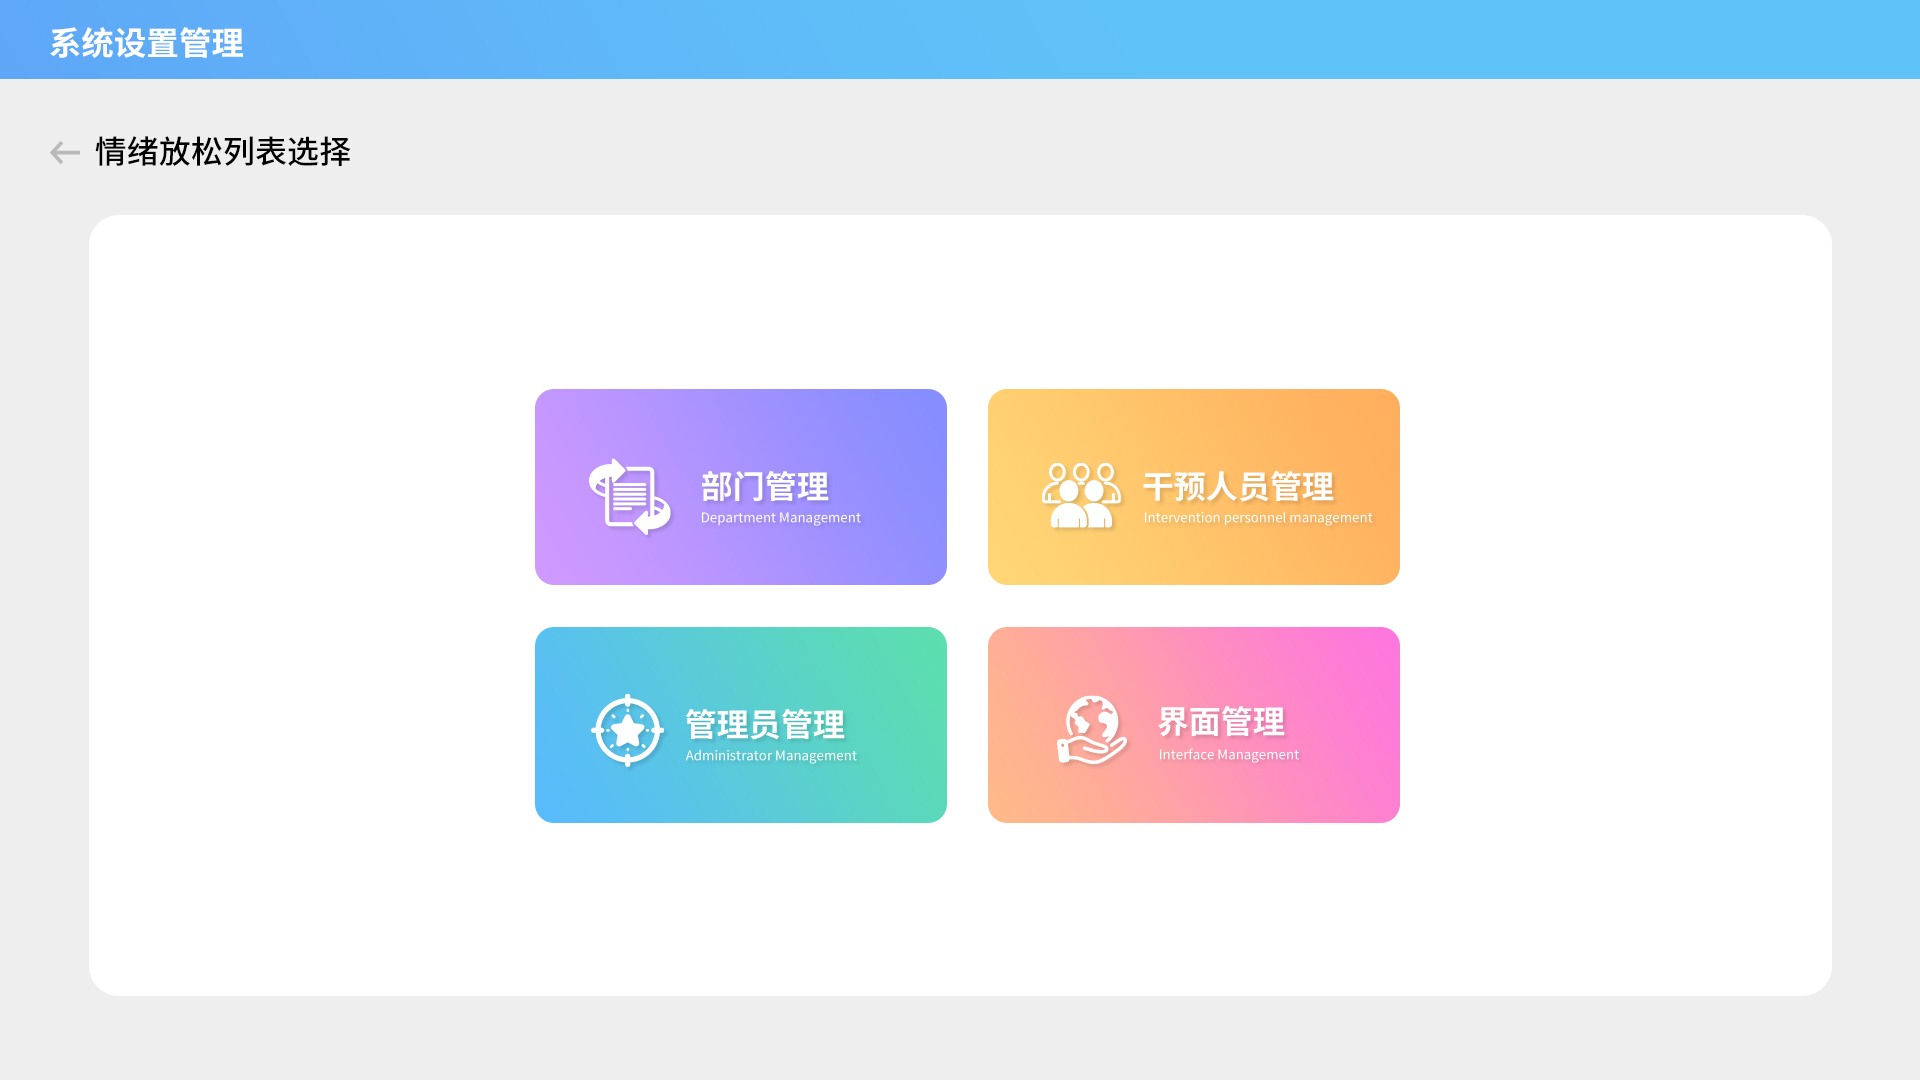 系统设置管理
情绪放松列表选择
部门管理
Department Management
干预人员管理
Intervention personnel management
管理员管理
Administrator Management
界面管理
Interface Management